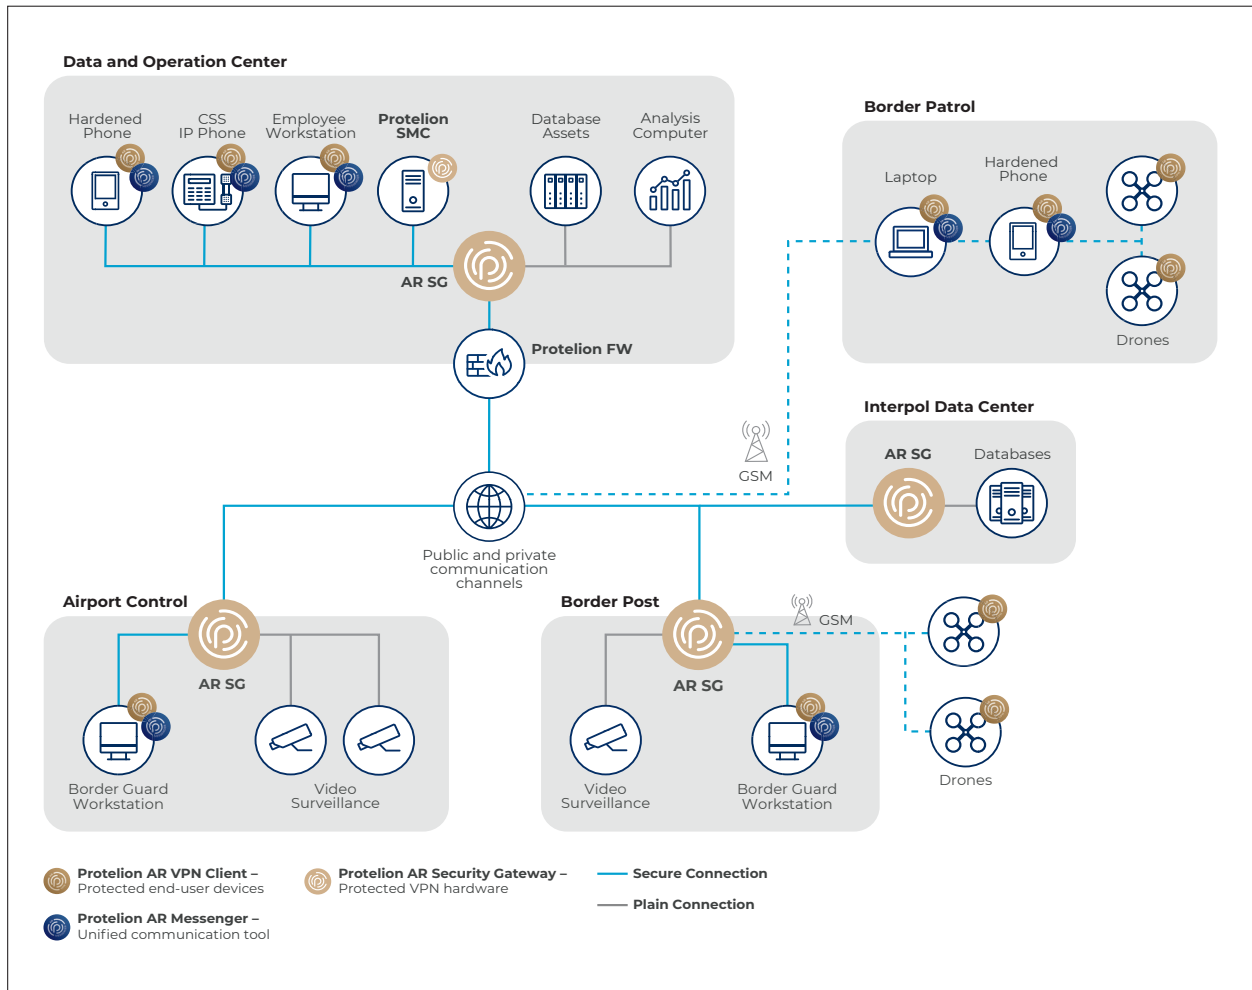 Data and Operation Center
Hardened
Phone
CSS
IP Phone
Employee
Workstation
Protelion
SMC
Database
Assets
Analysis
Computer
AR SG
Protelion FW
Border Patrol
Laptop
Hardened
Phone
Drones
Interpol Data Center
AR SG
Databases
GSM
Public and private
communication
channels
Airport Control
AR SG
Border Guard
Workstation
Video
Surveillance
Border Post
GSM
AR SG
Video
Surveillance
Border Guard
Workstation
Drones
Protelion AR VPN Client –
Protected end-user devices
Protelion AR Messenger –
Unified communication tool
Protelion AR Security Gateway –
Protected VPN hardware
Secure Connection
Plain Connection